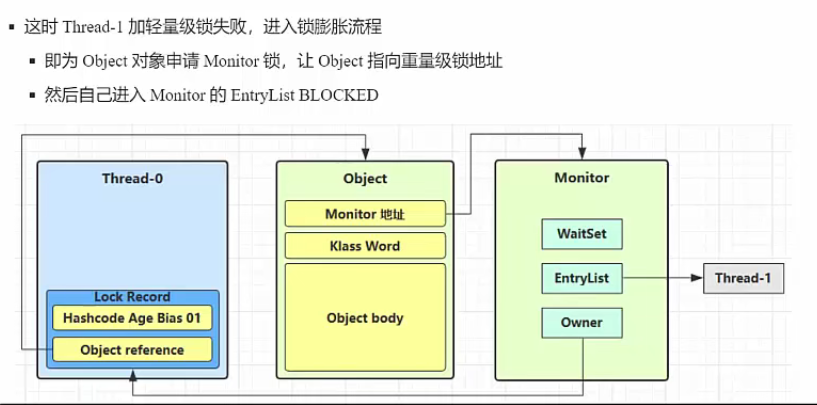 这时 Thread-1 加轻量级锁失败，进入锁膨胀流程
即为 Object 对象申请 Monitor 锁，让 Object 指向重量级锁地址
然后自己进入 Monitor 的 EntryList BLOCKED
Thread-0
Lock Record
Hashcode Age Bias 01
Object reference
Object
Monitor 地址
Klass Word
Object body
Monitor
WaitSet
EntryList
Owner
Thread-1